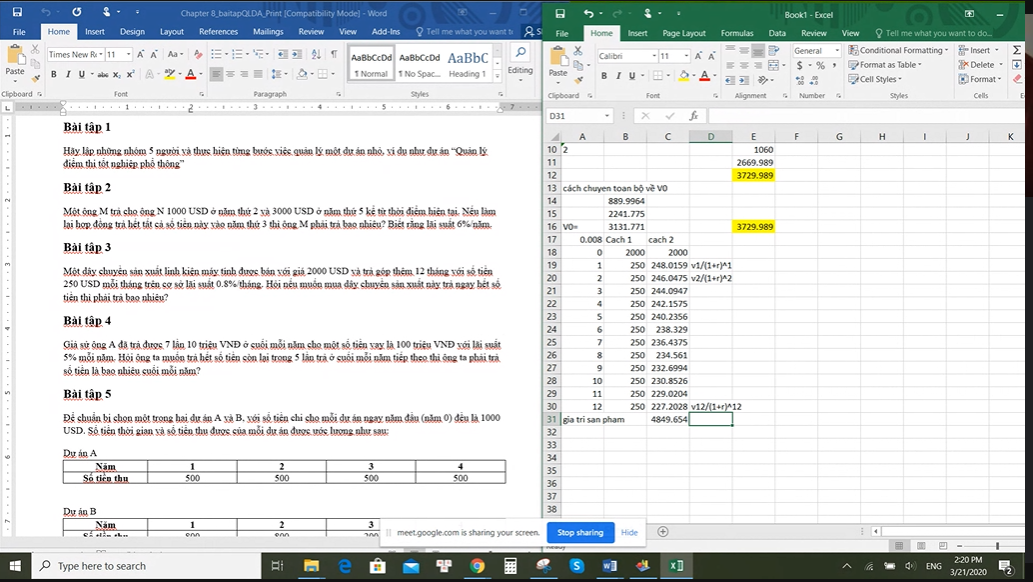 Chapter 8_baitapQLDA_Print [Compatibility Mode] - Word
Book1 - Excel
File Home Insert Design Layout References Mailings Review View Add-Ins Tell me what you want Share
File Home Insert Page Layout Formulas Data Review View Tell me what you want to do
Times New R 11
AaBbCcD AaBbCcD AaBbC
¶ Normal ¶ No Spac... Heading 1
Paste
Editing
Clipboard Font Paragraph Styles
Calibri 11
General
Conditional Formatting
Format as Table
Cell Styles
Insert
Delete
Format
Paste
Clipboard Font Alignment Number Styles Cells
D31 fx
A B C D E F G H I J K
Bài tập 1
Hãy lập những nhóm 5 người và thực hiện từng bước việc quản lý một dự án nhỏ, ví dụ như dự án “Quản lý
điểm thi tốt nghiệp phổ thông”
Bài tập 2
Một ông M trả cho ông N 1000 USD ở năm thứ 2 và 3000 USD ở năm thứ 5 kể từ thời điểm hiện tại. Nếu làm
lại hợp đồng trả hết tất cả số tiền này vào năm thứ 3 thì ông M phải trả bao nhiêu? Biết rằng lãi suất 6%/năm.
Bài tập 3
Một dây chuyền sản xuất linh kiện máy tính được bán với giá 2000 USD và trả góp thêm 12 tháng với số tiền
250 USD mỗi tháng trên cơ sở lãi suất 0.8%/tháng. Hỏi nếu muốn mua dây chuyền sản xuất này trả ngay hết số
tiền thì phải trả bao nhiêu?
Bài tập 4
Giả sử ông A đã trả được 7 lần 10 triệu VNĐ ở cuối mỗi năm cho một số tiền vay là 100 triệu VNĐ với lãi suất
5% mỗi năm. Hỏi ông ta muốn trả hết số tiền còn lại trong 5 lần trả ở cuối mỗi năm tiếp theo thì ông ta phải trả
số tiền là bao nhiêu cuối mỗi năm?
Bài tập 5
Để chuẩn bị chọn một trong hai dự án A và B, với số tiền chi cho mỗi dự án ngay năm đầu (năm 0) đều là 1000
USD. Số tiền thời gian và số tiền thu được của mỗi dự án được ước lượng như sau:
Dự án A
Năm 1 2 3 4
Số tiền thu 500 500 500 500
Dự án B
Năm 1 2 3
Số tiền thu 800 800
10 2 1060
11 2669.989
12 3729.989
13 cách chuyen toan bộ về V0
14 889.9964
15 2241.775
16 V0= 3131.771 3729.989
17 0.008 Cach 1 cach 2
18 0 2000 2000
19 1 250 248.0159 v1/(1+r)^1
20 2 250 246.0475 v2/(1+r)^2
21 3 250 244.0947
22 4 250 242.1575
23 5 250 240.2356
24 6 250 238.329
25 7 250 236.4375
26 8 250 234.561
27 9 250 232.6994
28 10 250 230.8526
29 11 250 229.0204
30 12 250 227.2028 v12/(1+r)^12
31 gia tri san pham 4849.654
32
33
34
35
36
37
38
meet.google.com is sharing your screen. Stop sharing Hide
Ready
Type here to search
ENG
2:20 PM
3/21/2020
2